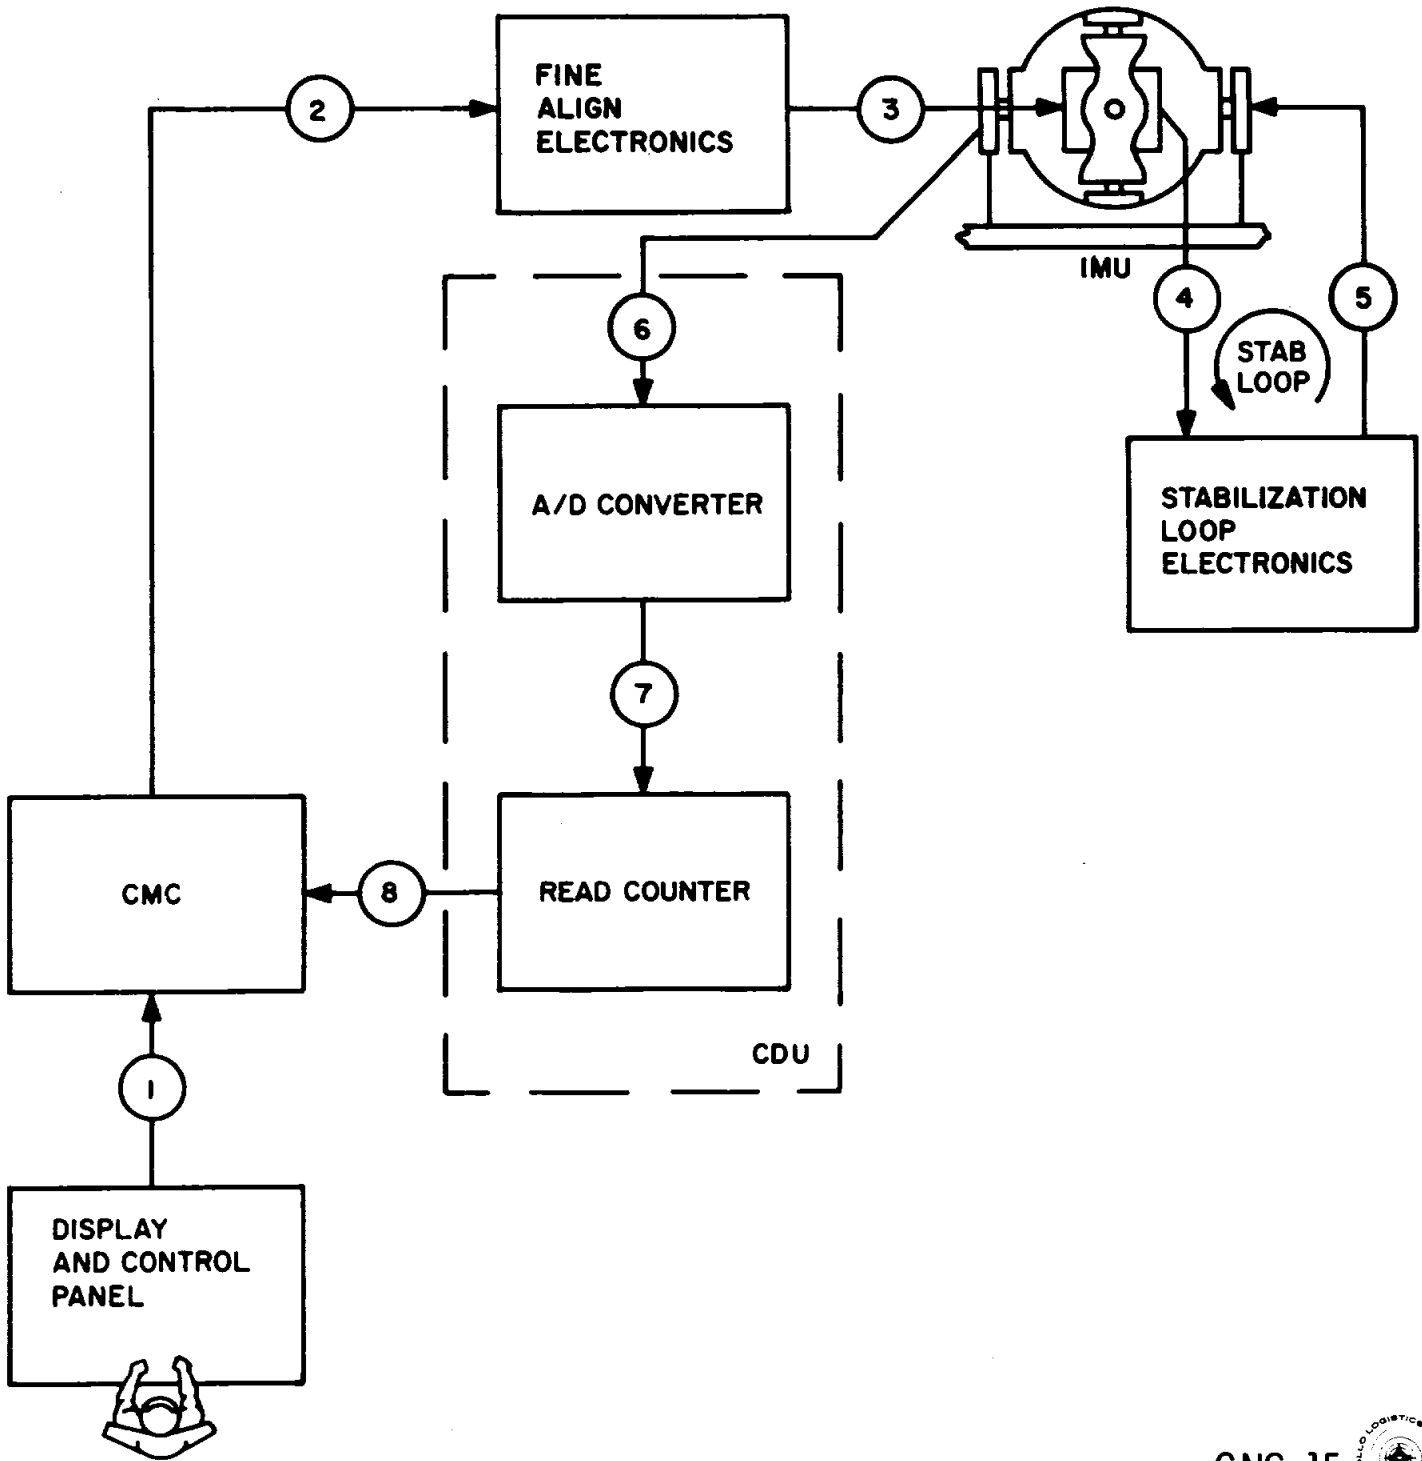 2
FINE
ALIGN
ELECTRONICS
3
IMU
4
5
STAB
LOOP
STABILIZATION
LOOP
ELECTRONICS
6
A/D CONVERTER
7
READ COUNTER
8
CMC
CDU
1
DISPLAY
AND CONTROL
PANEL
LOGISTICS